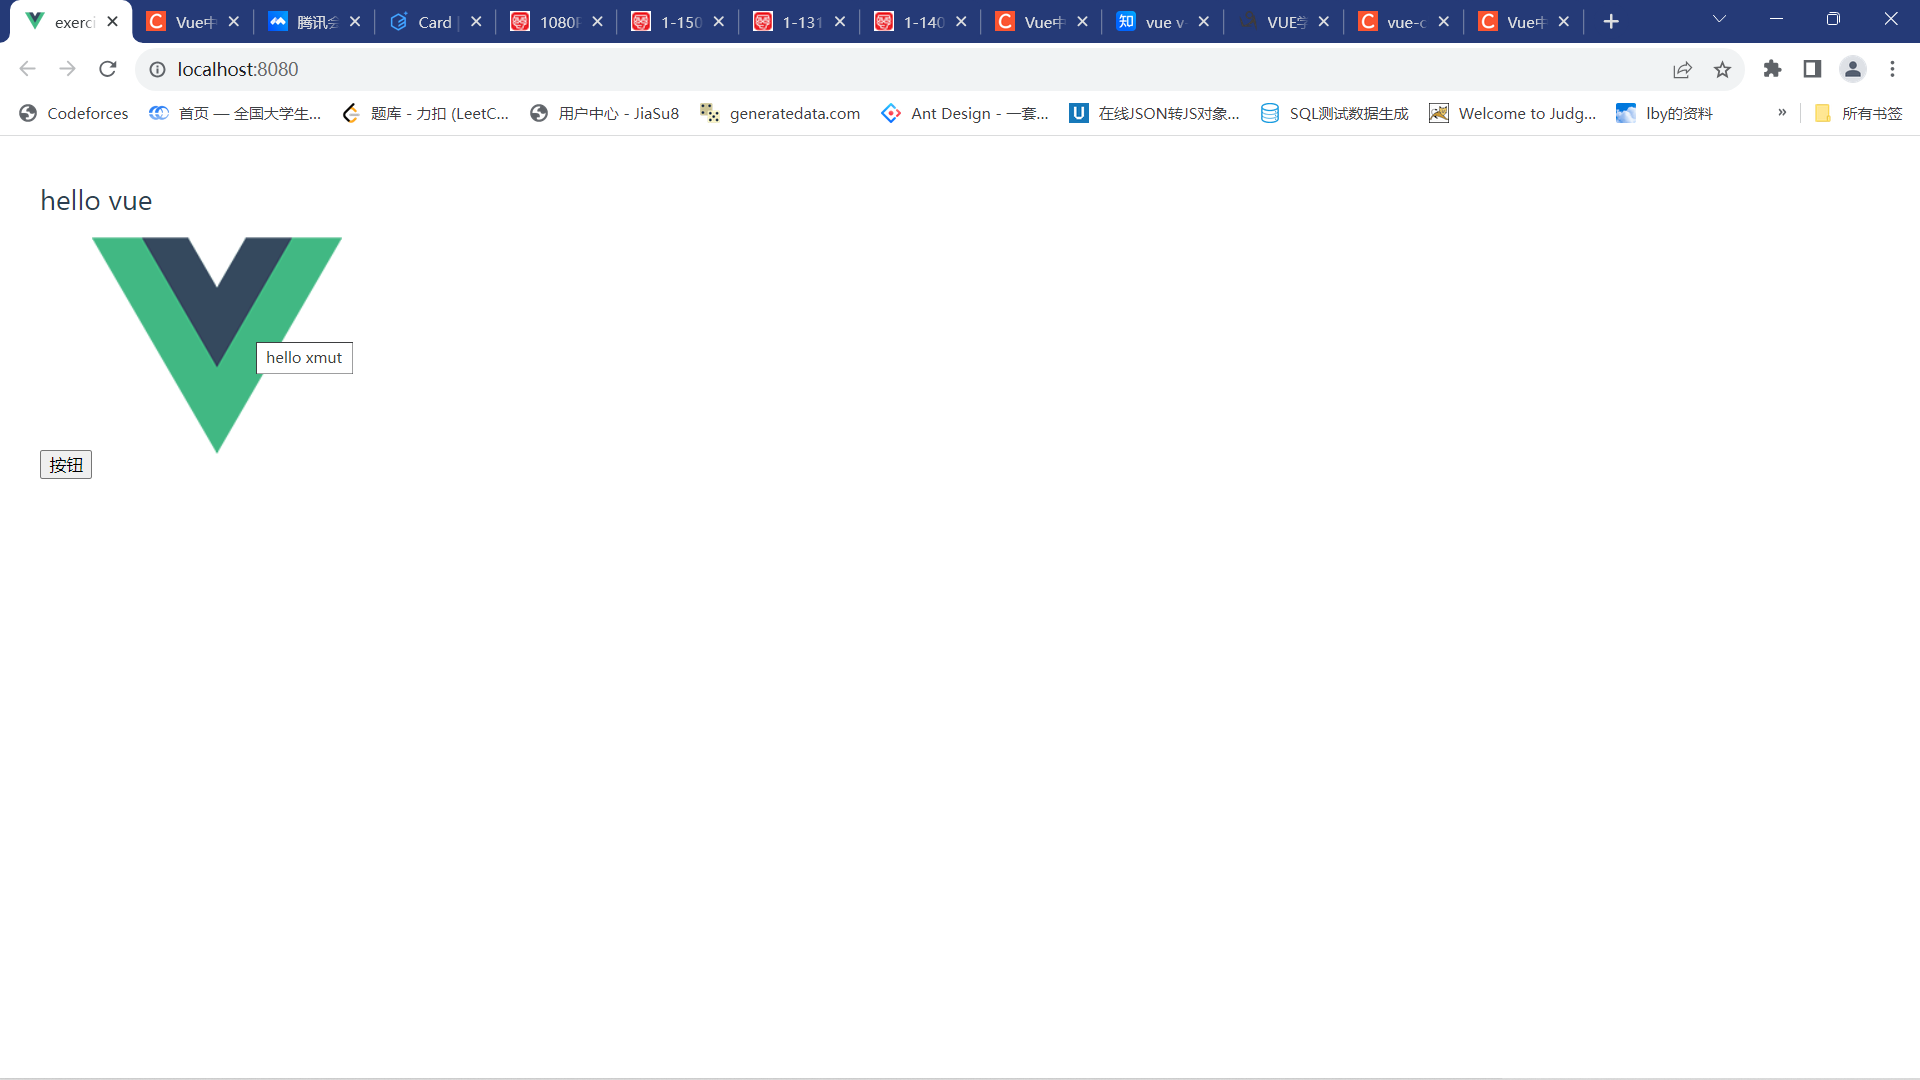 exerci
Vue中
腾讯会
Card
1080P
1-150
1-131
1-140
Vue中
知
vue v-
VUE学
vue-c
Vue中
localhost:8080
Codeforces
首页 — 全国大学生...
题库 - 力扣 (LeetC...
用户中心 - JiaSu8
generatedata.com
Ant Design - 一套...
U
在线JSON转JS对象...
SQL测试数据生成
Welcome to Judg...
lby的资料
»
所有书签
hello vue
hello xmut
按钮